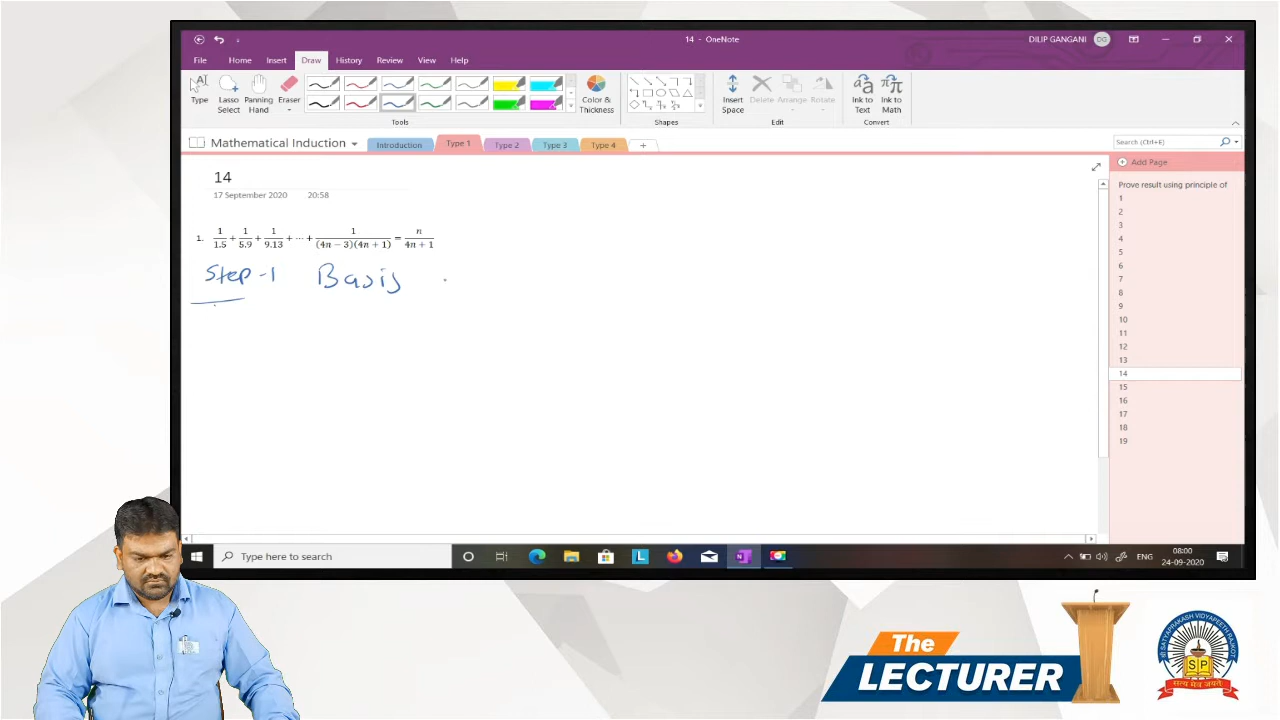 14 - OneNote
DILIP GANGANI DG
File Home Insert Draw History Review View Help
Type
Lasso Select
Panning Hand
Eraser
Color & Thickness
Insert Space
Delete
Arrange
Rotate
Ink to Text
Ink to Math
Tools Shapes Edit Convert
Mathematical Induction
Introduction Type 1 Type 2 Type 3 Type 4 +
Search (Ctrl+E)
14
17 September 2020 20:58
1. 1/1.5 + 1/5.9 + 1/9.13 + ⋯ + 1/((4n − 3)(4n + 1)) = n/(4n + 1)
Step-1 Basis
Add Page
Prove result using principle of
1
2
3
4
5
6
7
8
9
10
11
12
13
14
15
16
17
18
19
Type here to search
ENG
08:00
24-09-2020
The
LECTURER
SP
सत्यमेव जयते